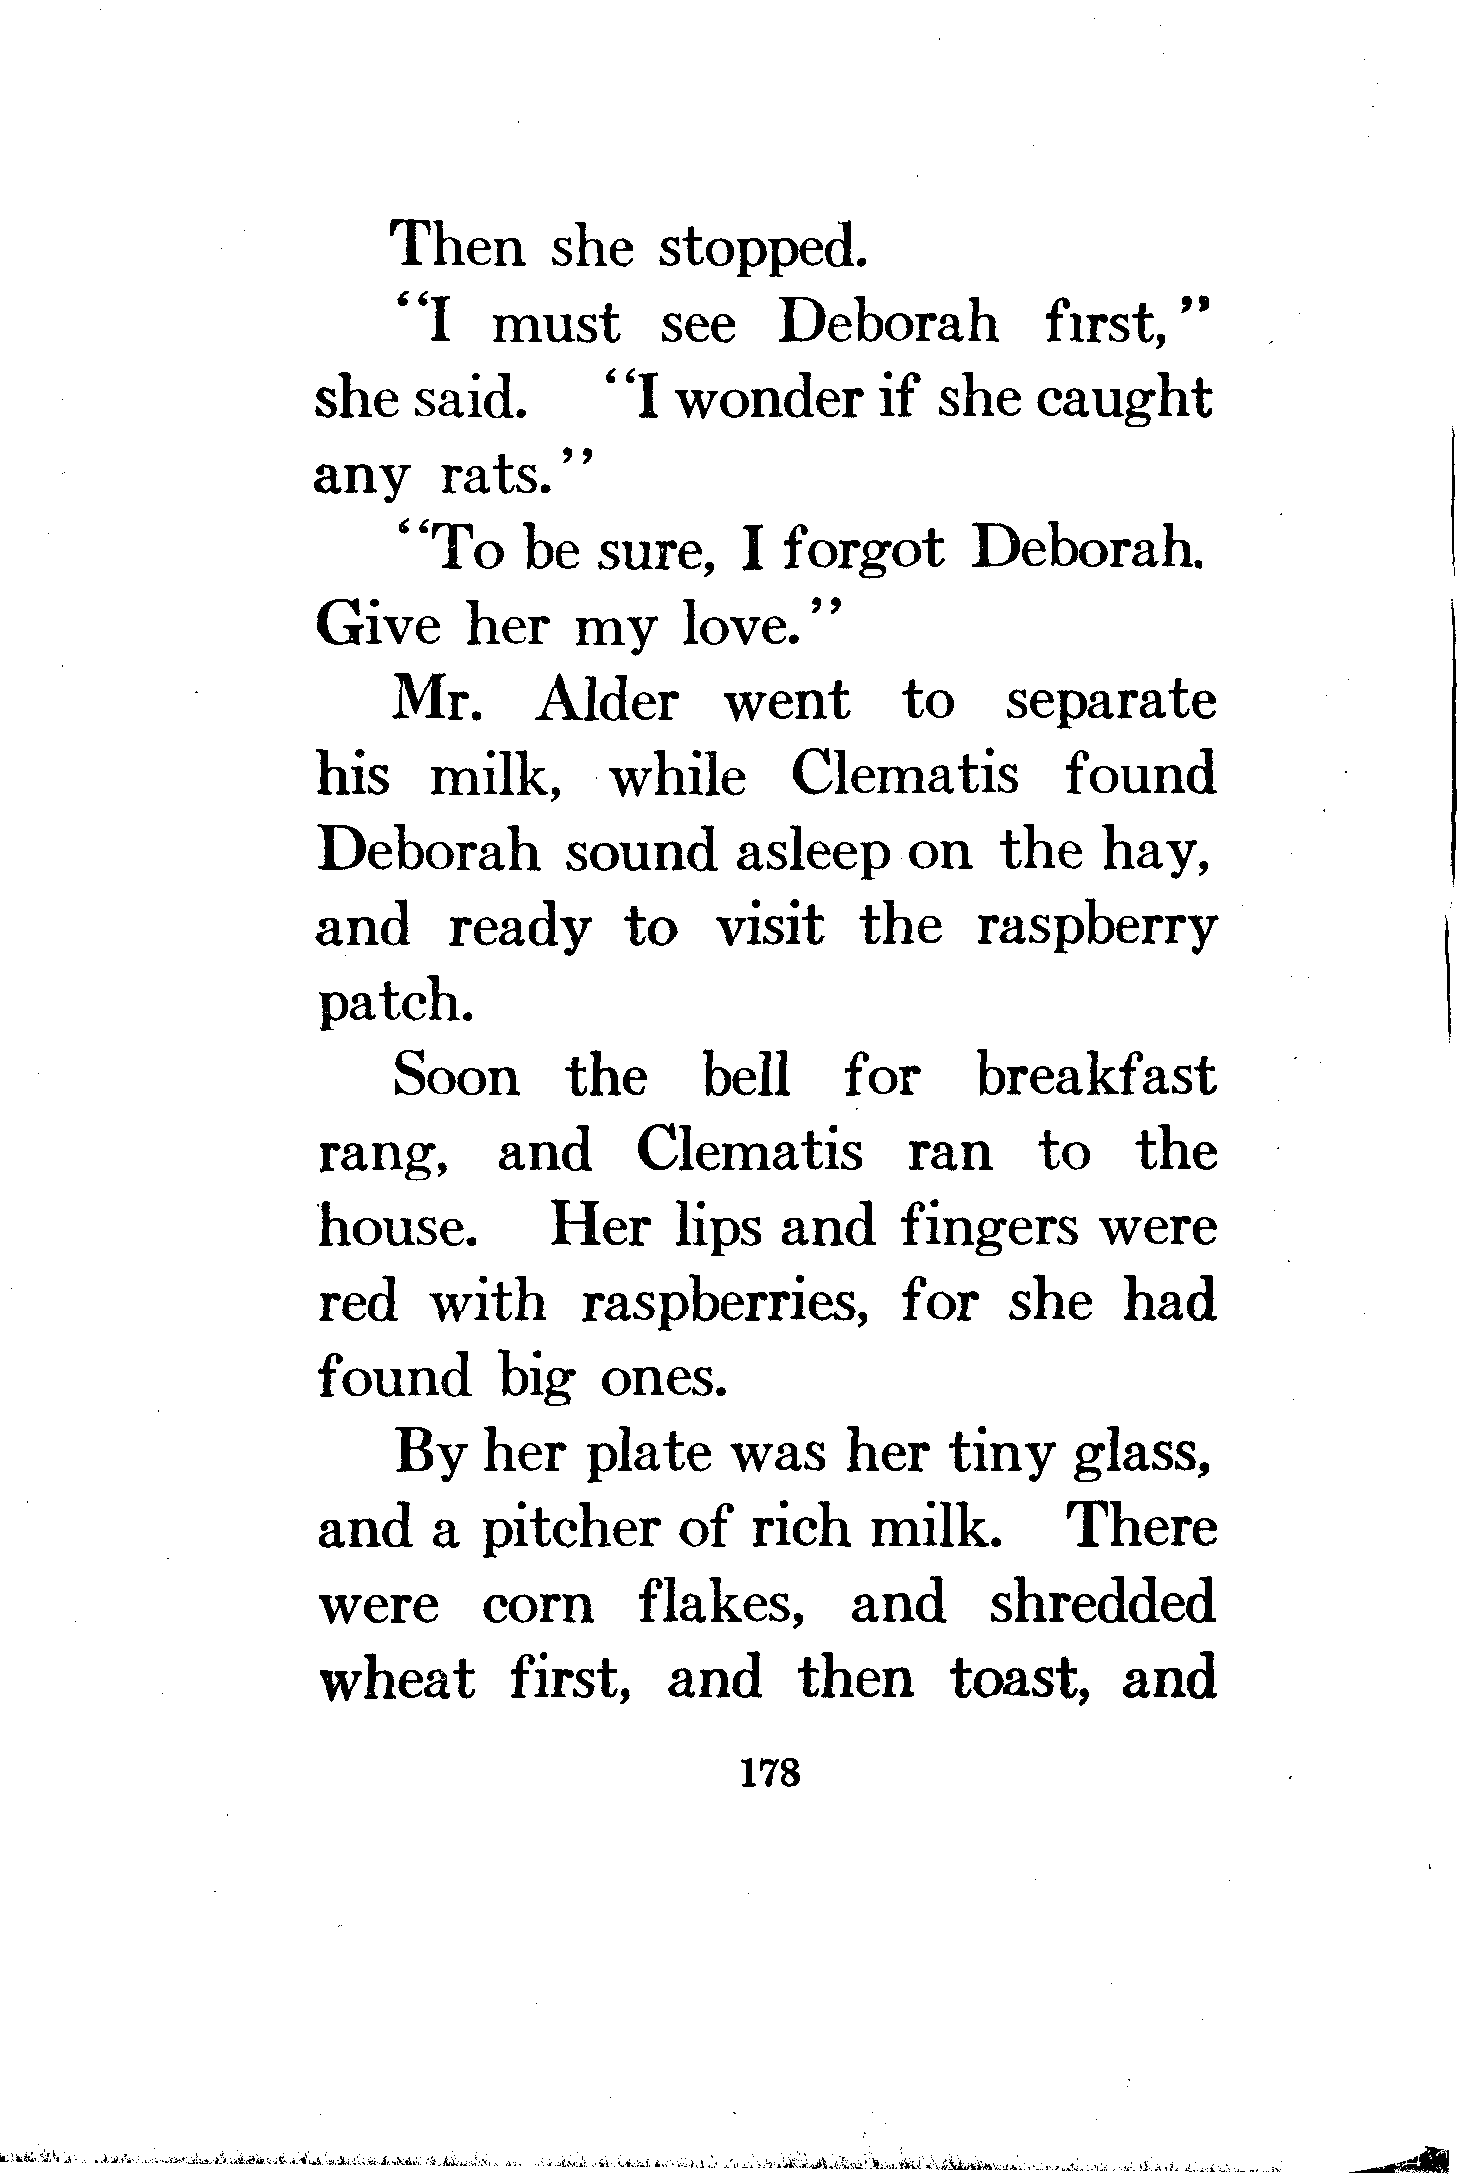 Then she stopped.
"I must see Deborah first,"
she said. "I wonder if she caught
any rats."
"To be sure, I forgot Deborah.
Give her my love."
Mr. Alder went to separate
his milk, while Clematis found
Deborah sound asleep on the hay,
and ready to visit the raspberry
patch.
Soon the bell for breakfast
rang, and Clematis ran to the
house. Her lips and fingers were
red with raspberries, for she had
found big ones.
By her plate was her tiny glass,
and a pitcher of rich milk. There
were corn flakes, and shredded
wheat first, and then toast, and
178